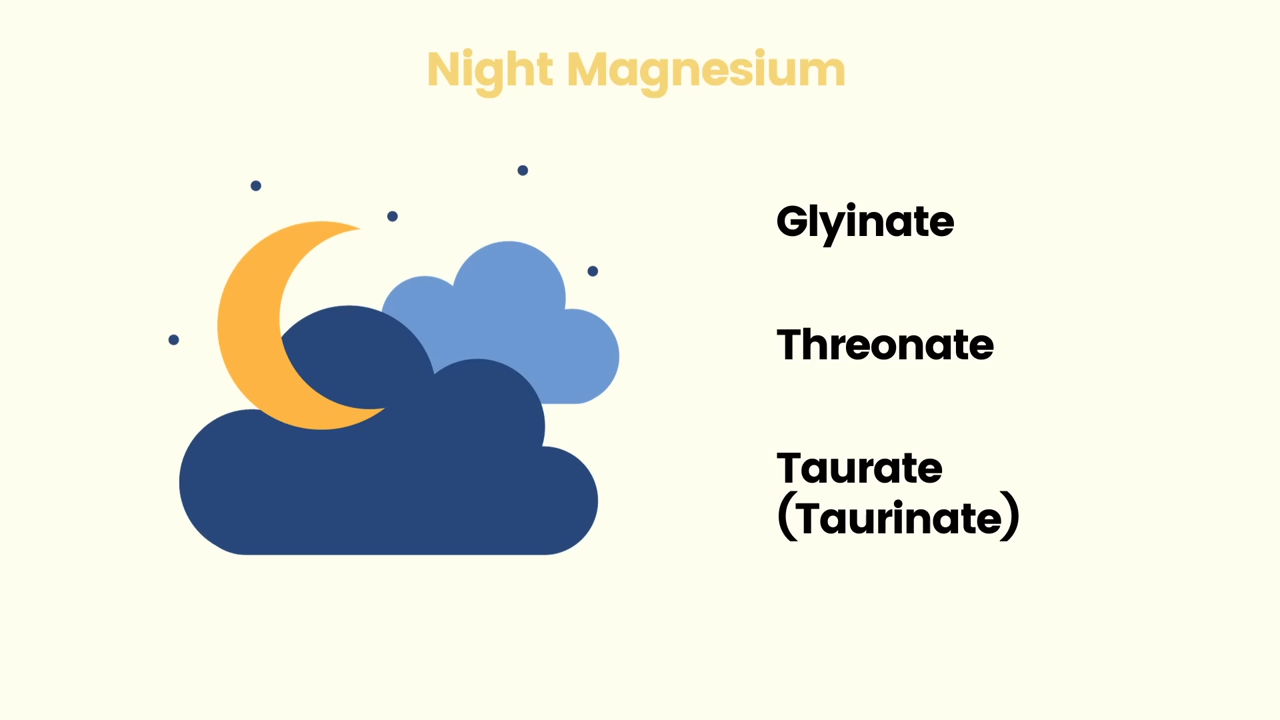 Night Magnesium
Glyinate
Threonate
Taurate
(Taurinate)